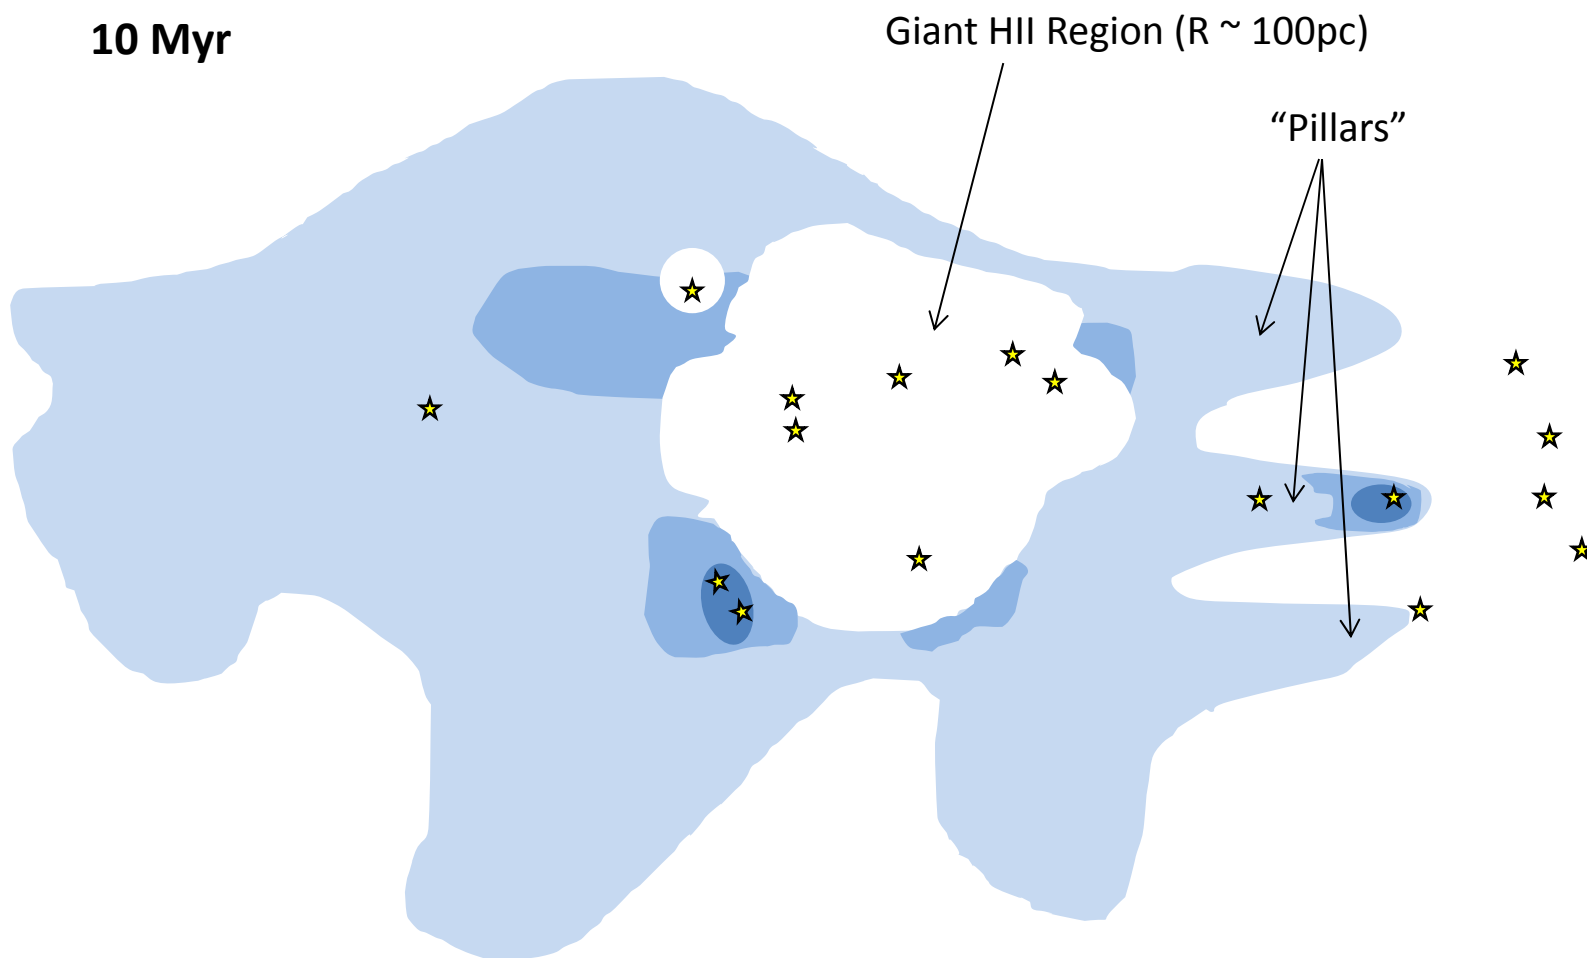 10 Myr
Giant HII Region (R ~ 100pc)
“Pillars”